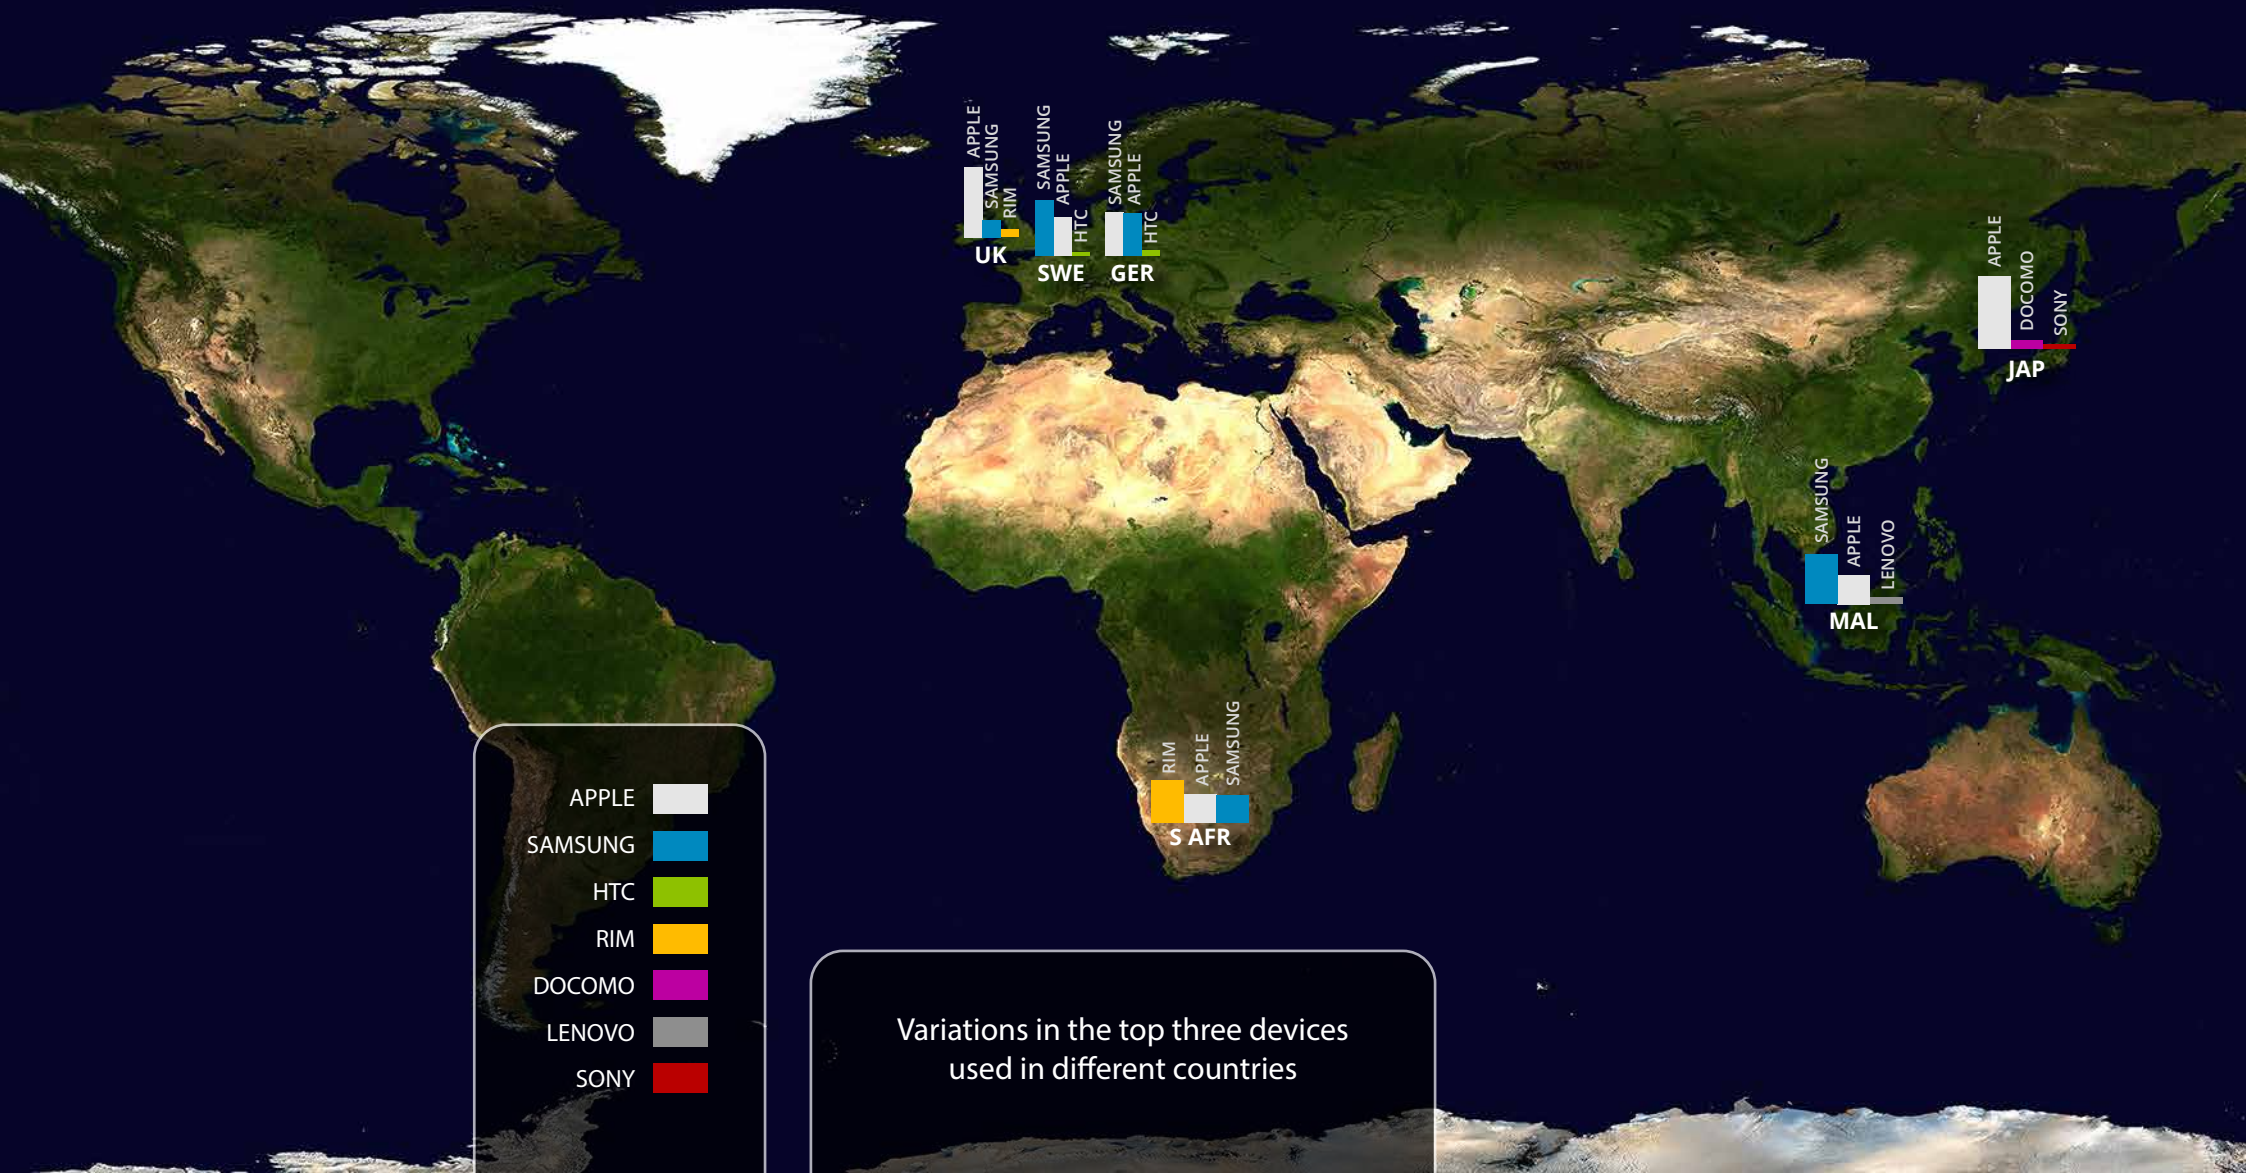 APPLE
SAMSUNG
RIM
UK
SAMSUNG
APPLE
HTC
SWE
SAMSUNG
APPLE
HTC
GER
APPLE
DOCOMO
SONY
JAP
SAMSUNG
APPLE
LENOVO
MAL
RIM
APPLE
SAMSUNG
S AFR
APPLE
SAMSUNG
HTC
RIM
DOCOMO
LENOVO
SONY
Variations in the top three devices
used in different countries